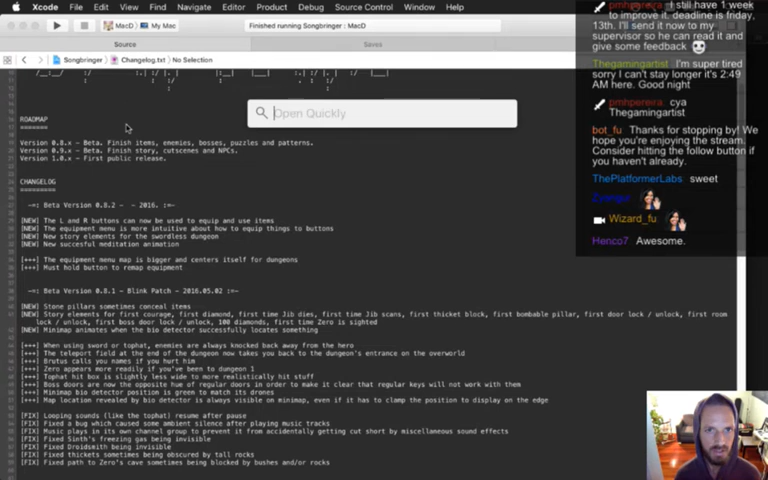 Xcode File Edit View Find Navigate Editor Product Debug Source Control Window Help
MacD My Mac
Finished running Songbringer : MacD
Source
Saves
Songbringer Changelog.txt No Selection
Open Quickly
ROADMAP
=======
Version 0.8.x - Beta. Finish items, enemies, bosses, puzzles and patterns.
Version 0.9.x - Beta. Finish story, cutscenes and NPCs.
Version 1.0.x - First public release.
CHANGELOG
=========
-=: Beta Version 0.8.2 - - 2016. :=-
[NEW] The L and R buttons can now be used to equip and use items
[NEW] The equipment menu is more intuitive about how to equip things to buttons
[NEW] New story elements for the swordless dungeon
[NEW] New succesful meditation animation
[+++] The equipment menu map is bigger and centers itself for dungeons
[+++] Must hold button to remap equipment
-=: Beta Version 0.8.1 - Blink Patch - 2016.05.02 :=-
[NEW] Stone pillars sometimes conceal items
[NEW] Story elements for first courage, first diamond, first time Jib dies, first time Jib scans, first thicket block, first bombable pillar, first door lock / unlock, first room
lock / unlock, first boss door lock / unlock, 100 diamonds, first time Zero is sighted
[NEW] Minimap animates when the bio detector successfully locates something
[+++] When using sword or tophat, enemies are always knocked back away from the hero
[+++] The teleport field at the end of the dungeon now takes you back to the dungeon's entrance on the overworld
[+++] Brutus calls you names if you hurt him
[+++] Zero appears more readily if you've been to dungeon 1
[+++] Tophat hit box is slightly less wide to more realistically hit stuff
[+++] Boss doors are now the opposite hue of regular doors in order to make it clear that regular keys will not work with them
[+++] Minimap bio detector position is green to match its drones
[+++] Map location revealed by bio detector is always visible on minimap, even if it has to clamp the position to display on the edge
[FIX] Looping sounds (like the tophat) resume after pause
[FIX] Fixed a bug which caused some ambient silence after playing music tracks
[FIX] Music plays in its own channel group to prevent it from accidentally getting cut short by miscellaneous sound effects
[FIX] Fixed Sinth's freezing gas being invisible
[FIX] Fixed Droidsmith being invisible
[FIX] Fixed thickets sometimes being obscured by tall rocks
[FIX] Fixed path to Zero's cave sometimes being blocked by bushes and/or rocks
pmhpereira : I still have 1 week
to improve it. deadline is friday,
13th. I'll send it now to my
supervisor so he can read it and
give some feedback
Thegamingartist I'm super tired
sorry I can't stay longer it's 2:49
AM here. Good night
pmhpereira cya
Thegamingartist
bot_fu Thanks for stopping by! We
hope you're enjoying the stream.
Consider hitting the follow button if
you haven't already.
ThePlatformerLabs sweet
Wizard_fu
Henco7 Awesome.